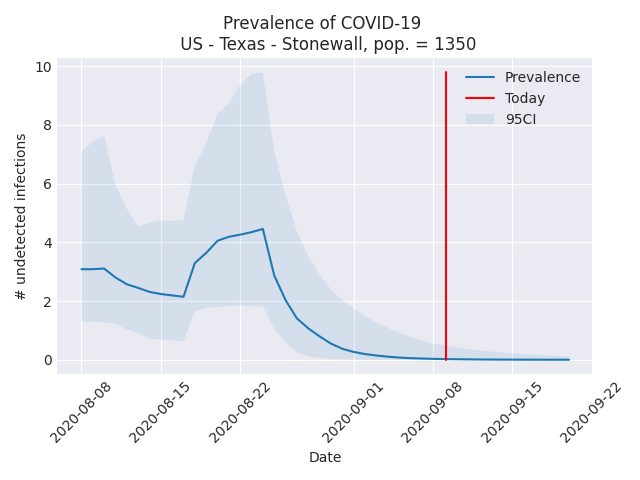 Prevalence of COVID-19
US - Texas - Stonewall, pop. = 1350
Prevalence
Today
95CI
# undetected infections
10
8
6
4
2
0
2020-08-08
2020-08-15
2020-08-22
2020-09-01
2020-09-08
2020-09-15
2020-09-22
Date